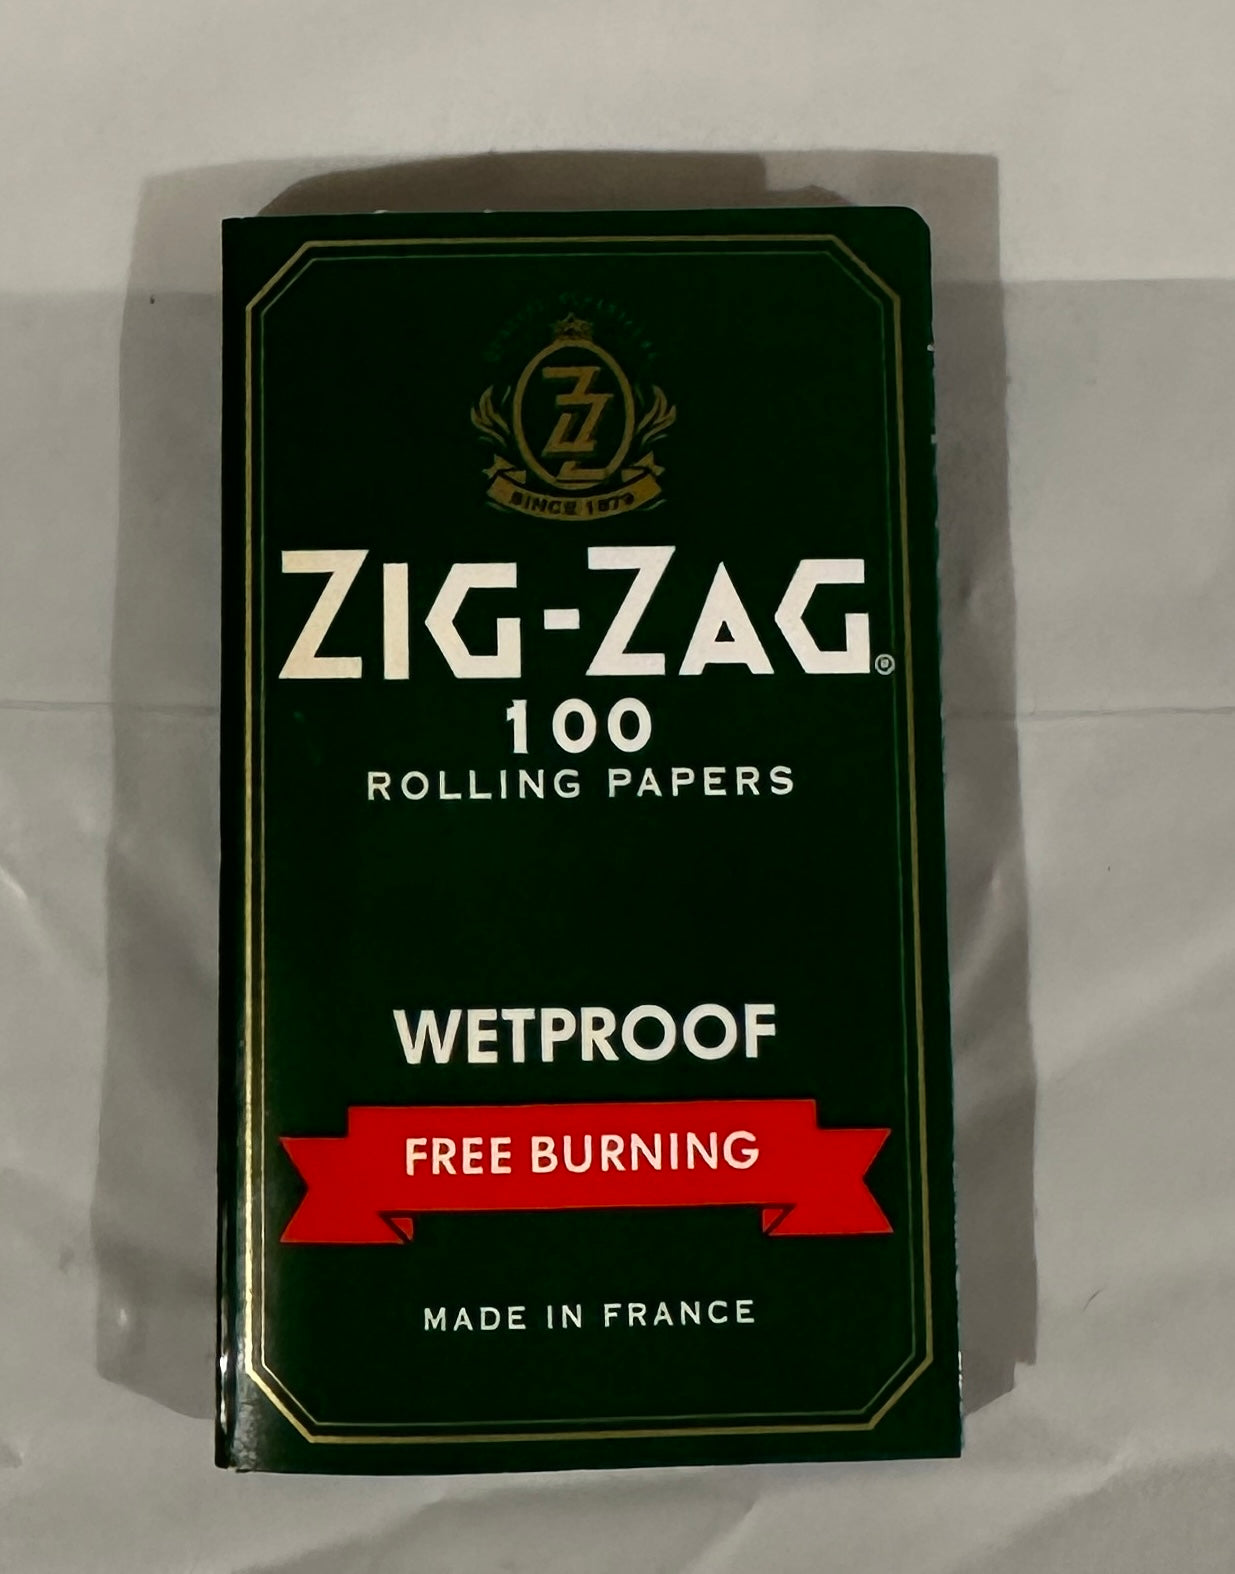 SINCE 1879
ZIG-ZAG®
100
ROLLING PAPERS
WETPROOF
FREE BURNING
MADE IN FRANCE